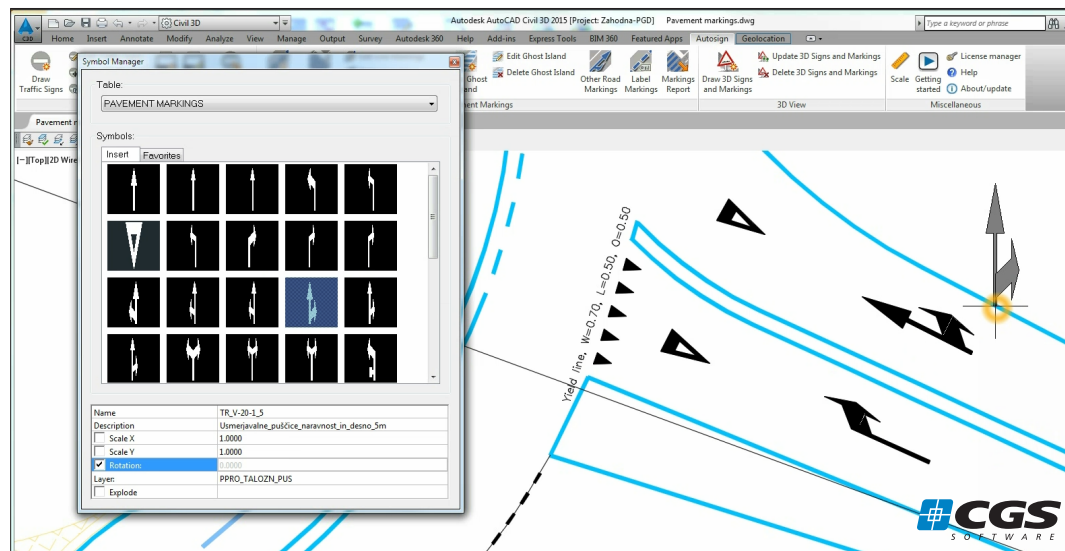 Civil 3D
Autodesk AutoCAD Civil 3D 2015 [Project: Zahodna-PGD] Pavement markings.dwg
Type a keyword or phrase
C3D
Home Insert Annotate Modify Analyze View Manage Output Survey Autodesk 360 Help Add-ins Express Tools BIM 360 Featured Apps Autosign Geolocation
Draw
Traffic Signs
Ghost
Edit Ghost Island
Delete Ghost Island
Other Road
Markings
Label
Markings
Markings
Report
Draw 3D Signs
and Markings
Update 3D Signs and Markings
Delete 3D Signs and Markings
Scale
Getting
started
License manager
Help
About/update
Markings
3D View
Miscellaneous
[−][Top][2D Wire
Symbol Manager
Table:
PAVEMENT MARKINGS
Symbols:
Insert Favorites
Name TR_V-20-1_5
Description Usmerjavalne_puščice_naravnost_in_desno_5m
Scale X 1.0000
Scale Y 1.0000
Rotation: 0.0000
Layer: PPRO_TALOZN_PUS
Explode
Yield line, W=0.70, L=0.50, O=0.50
CGS
SOFTWARE